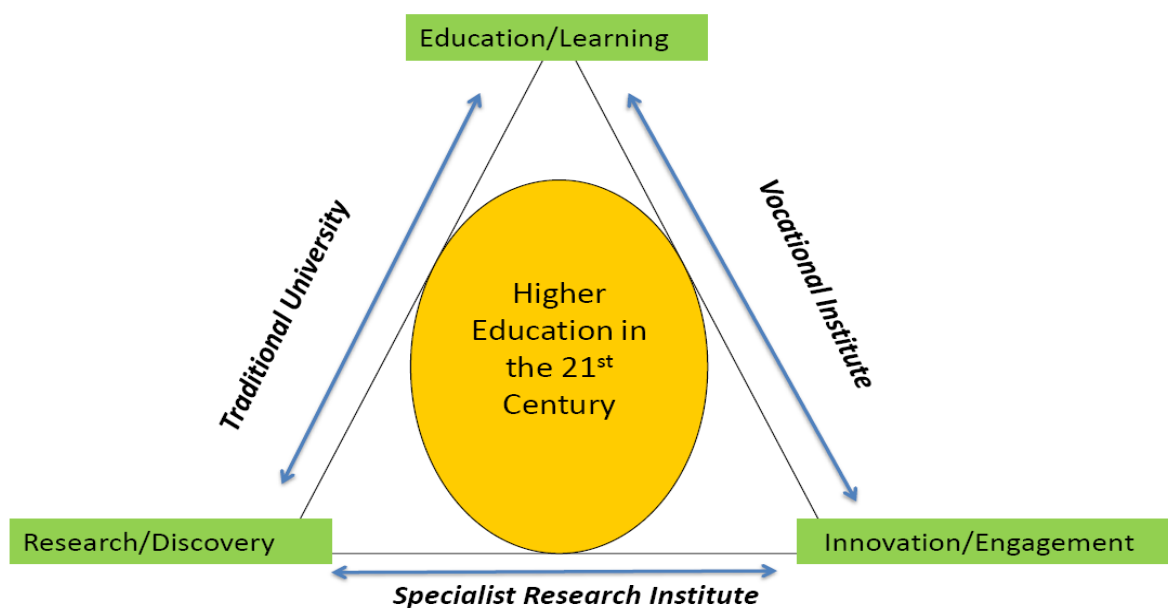 Education/Learning
Traditional University
Vocational Institute
Higher
Education in
the 21st
Century
Research/Discovery
Innovation/Engagement
Specialist Research Institute